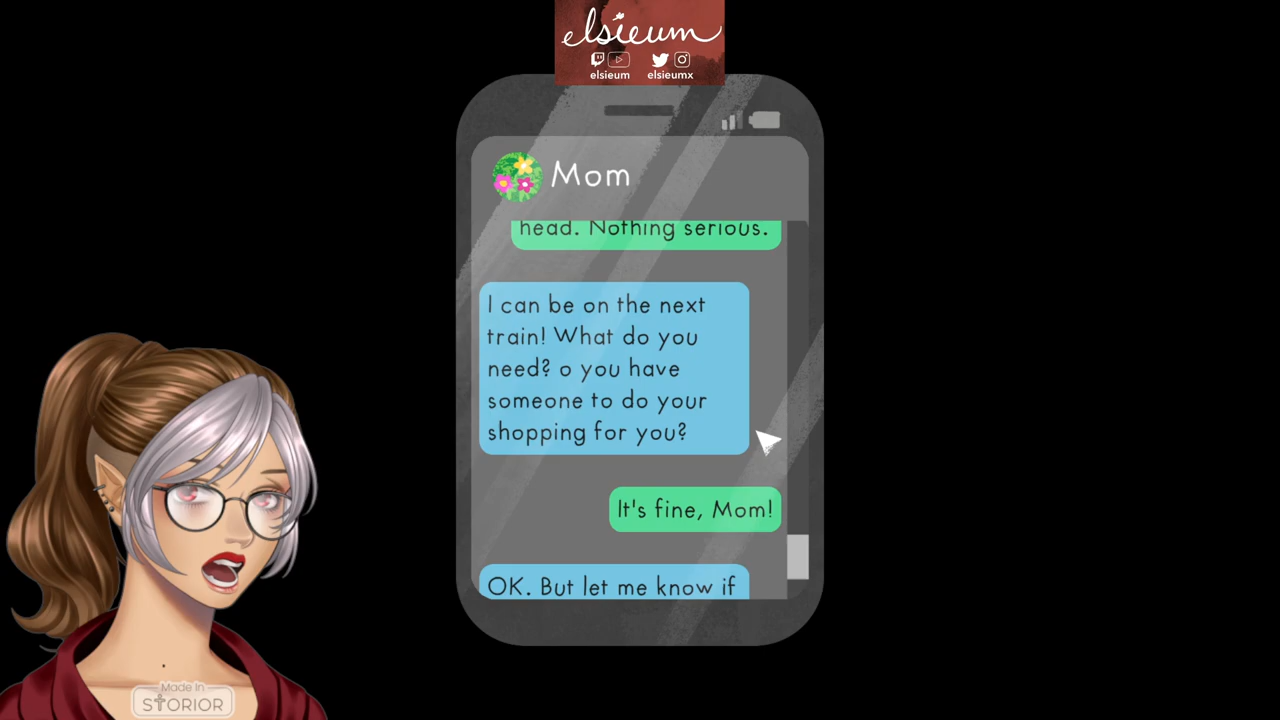 elsieum
elsieum elsieumx
Mom
head. Nothing serious.
I can be on the next
train! What do you
need? o you have
someone to do your
shopping for you?
It's fine, Mom!
OK. But let me know if
Made In
STORIOR